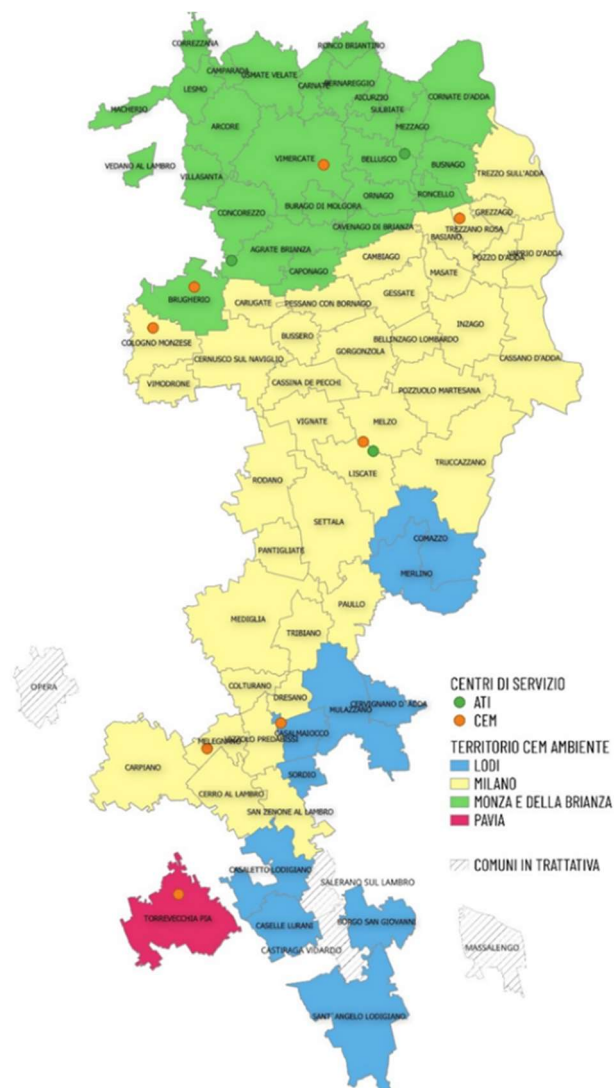 CORREZZANA
RONCO BRIANTINO
CAMPARADA
USMATE VELATE
CARNATE
BERNAREGGIO
LESMO
AICURZIO
SULBIATE
CORNATE D'ADDA
MACHERIO
ARCORE
MEZZAGO
VEDANO AL LAMBRO
VIMERCATE
BELLUSCO
BUSNAGO
VILLASANTA
TREZZO SULL'ADDA
ORNAGO
RONCELLO
CONCOREZZO
BURAGO DI MOLGORA
GREZZAGO
CAVENAGO DI BRIANZA
TREZZANO ROSA
BASIANO
AGRATE BRIANZA
CAMBIAGO
POZZO D'ADDA
VAPRIO D'ADDA
CAPONAGO
MASATE
BRUGHERIO
CARUGATE
PESSANO CON BORNAGO
GESSATE
INZAGO
COLOGNO MONZESE
BUSSERO
BELLINZAGO LOMBARDO
CERNUSCO SUL NAVIGLIO
GORGONZOLA
CASSANO D'ADDA
VIMODRONE
CASSINA DE PECCHI
POZZUOLO MARTESANA
VIGNATE
MELZO
TRUCCAZZANO
LISCATE
RODANO
SETTALA
COMAZZO
PANTIGLIATE
MERLINO
PAULLO
MEDIGLIA
TRIBIANO
OPERA
COLTURANO
DRESANO
CERVIGNANO D'ADDA
MULAZZANO
CENTRI DI SERVIZIO
ATI
CEM
MELEGNANO
VIZZOLO PREDABISSI
CASALMAIOCCO
TERRITORIO CEM AMBIENTE
LODI
CARPIANO
SORDIO
MILANO
CERRO AL LAMBRO
MONZA E DELLA BRIANZA
SAN ZENONE AL LAMBRO
PAVIA
COMUNI IN TRATTATIVA
CASALETTO LODIGIANO
SALERANO SUL LAMBRO
TORREVECCHIA PIA
CASELLE LURANI
BORGO SAN GIOVANNI
CASTIRAGA VIDARDO
MASSALENGO
SANT'ANGELO LODIGIANO